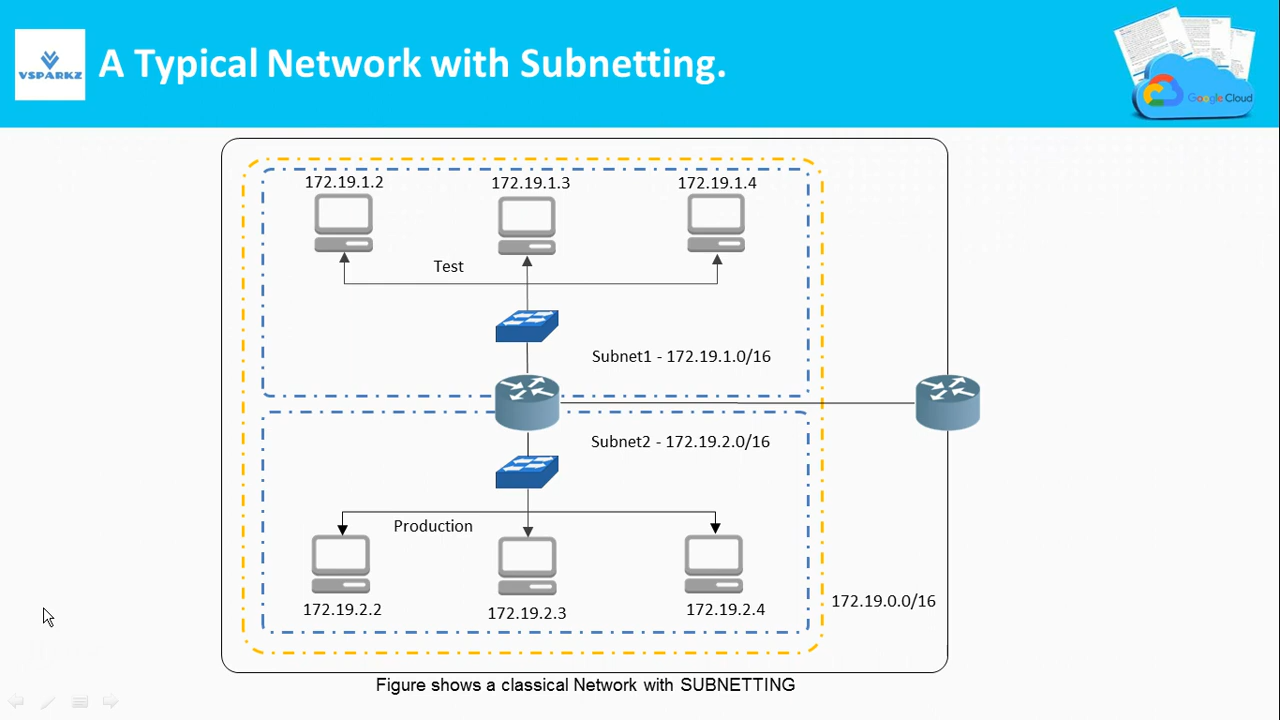 VSPARKZ
A Typical Network with Subnetting.
Google Cloud
172.19.1.2
172.19.1.3
172.19.1.4
Test
Subnet1 - 172.19.1.0/16
Subnet2 - 172.19.2.0/16
Production
172.19.2.2
172.19.2.3
172.19.2.4
172.19.0.0/16
Figure shows a classical Network with SUBNETTING